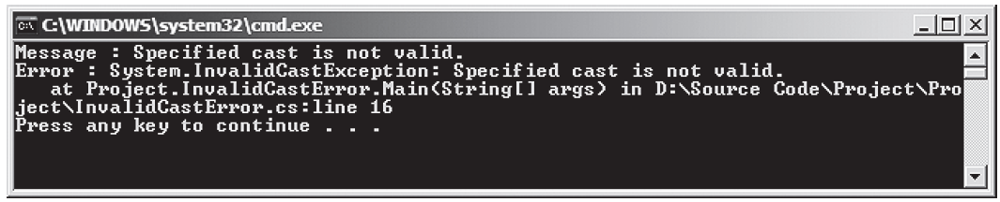 C:\WINDOWS\system32\cmd.exe
Message : Specified cast is not valid.
Error : System.InvalidCastException: Specified cast is not valid.
   at Project.InvalidCastError.Main(String[] args) in D:\Source Code\Project\Pro
ject\InvalidCastError.cs:line 16
Press any key to continue . . .